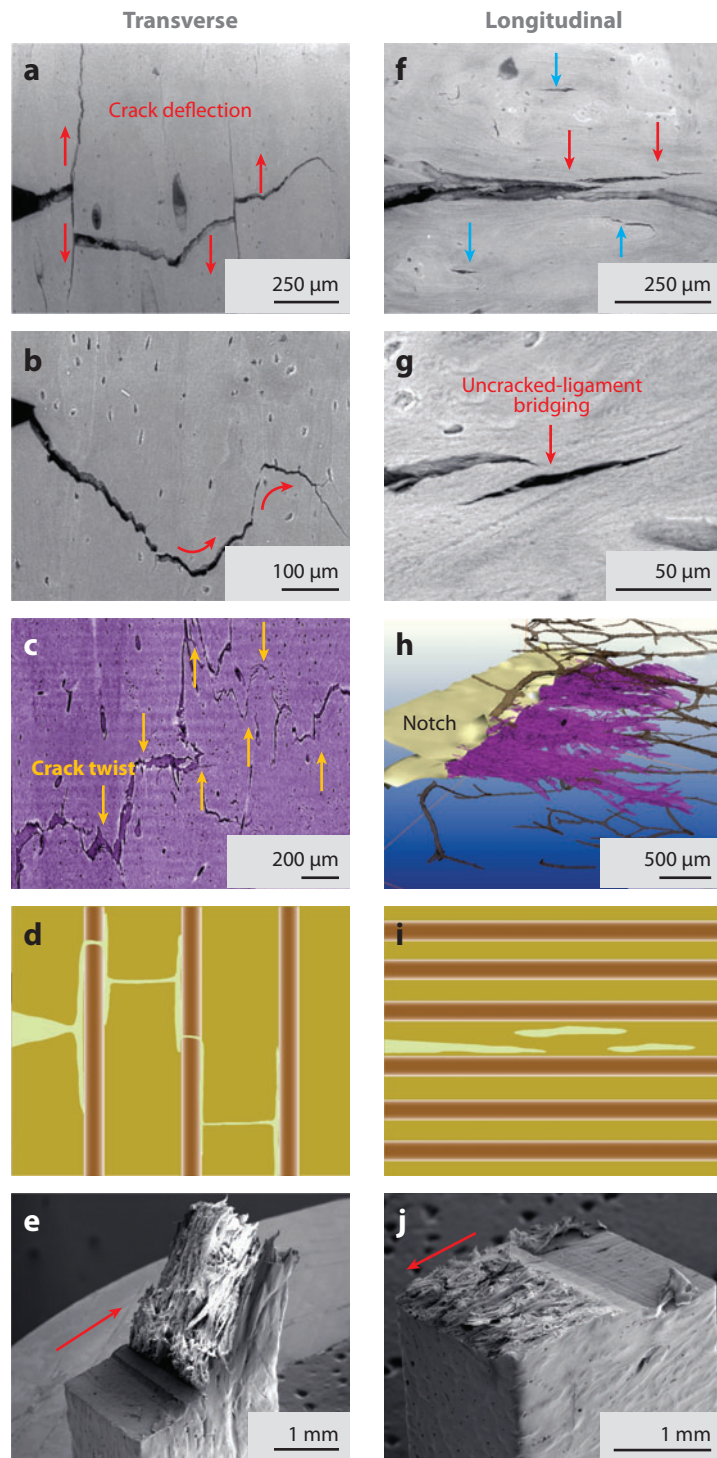 Transverse
a
Crack deflection
250 µm
b
100 µm
c
Crack twist
200 µm
d
e
1 mm
Longitudinal
f
250 µm
g
Uncracked-ligament
bridging
50 µm
h
Notch
500 µm
i
j
1 mm